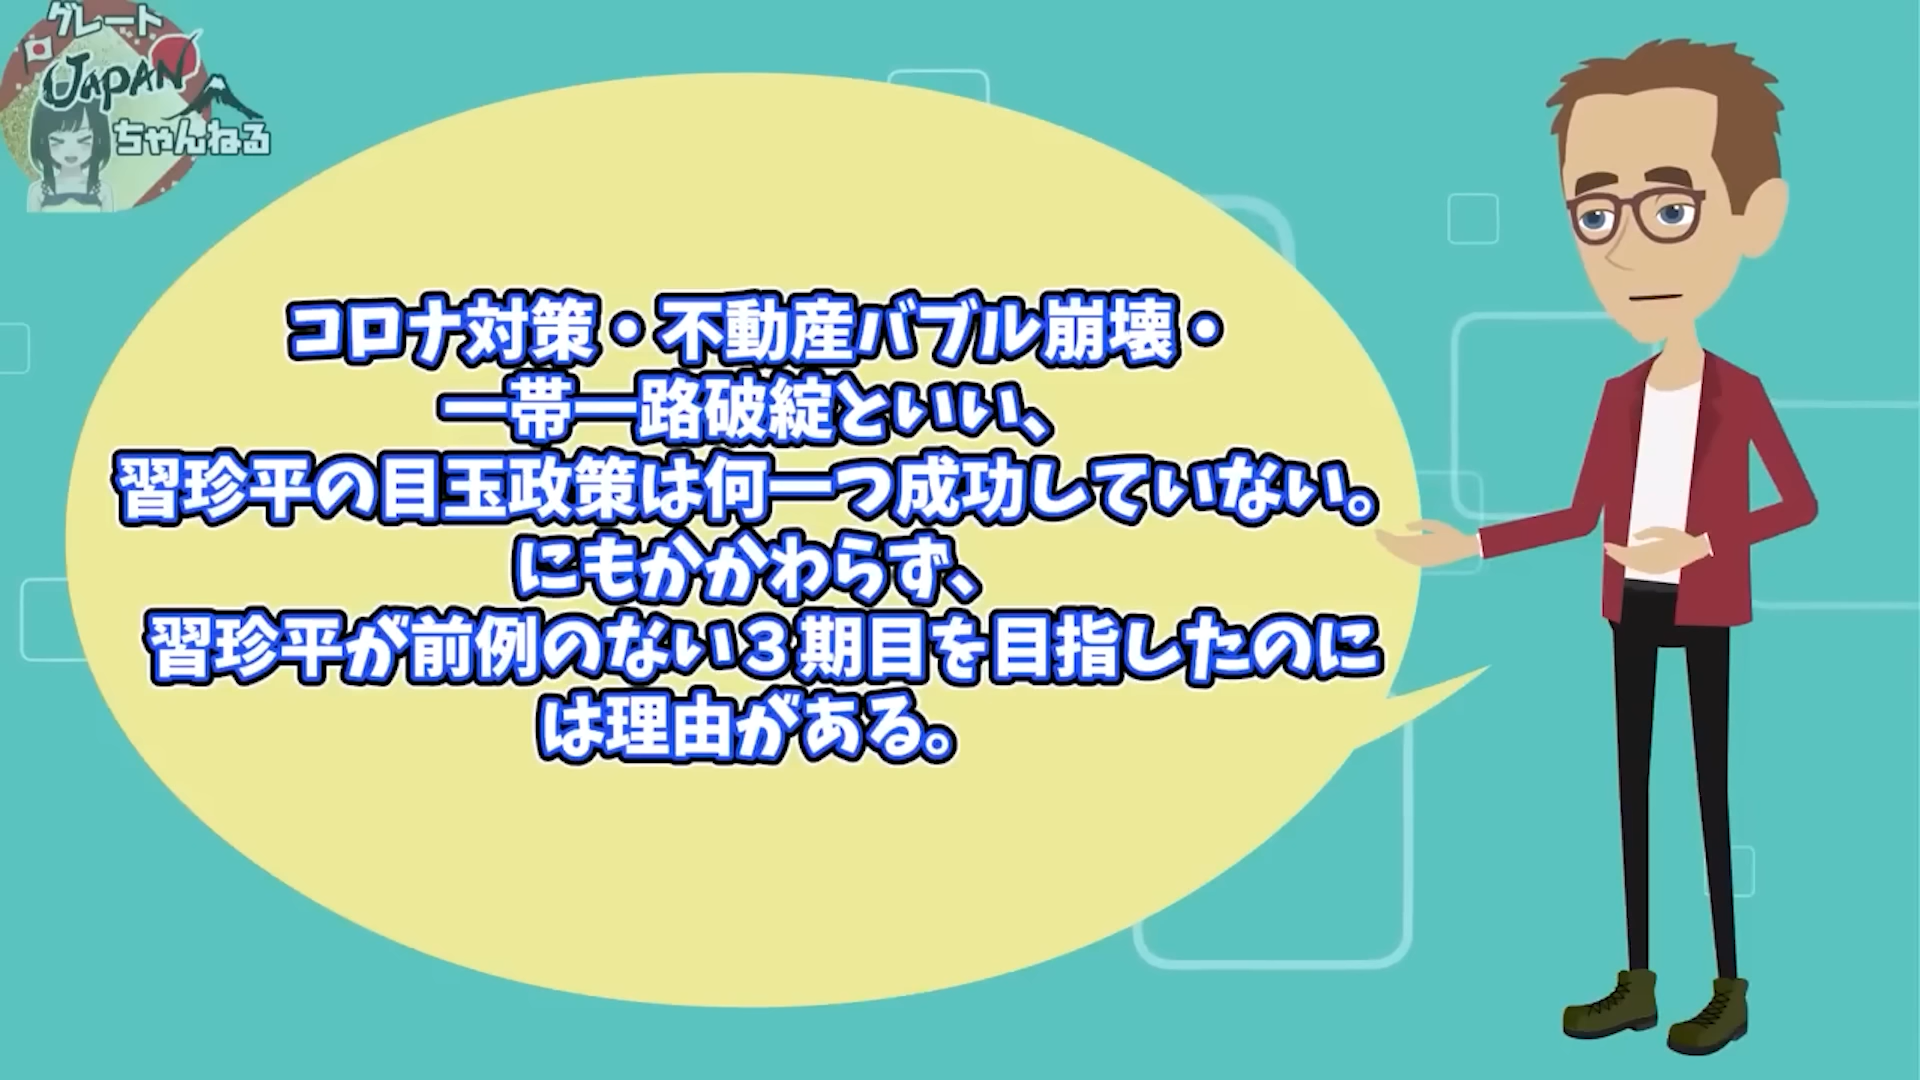 グレート
JAPAN
ちゃんねる
コロナ対策・不動産バブル崩壊・
一帯一路破綻といい、
習珍平の目玉政策は何一つ成功していない。
にもかかわらず、
習珍平が前例のない３期目を目指したのに
は理由がある。